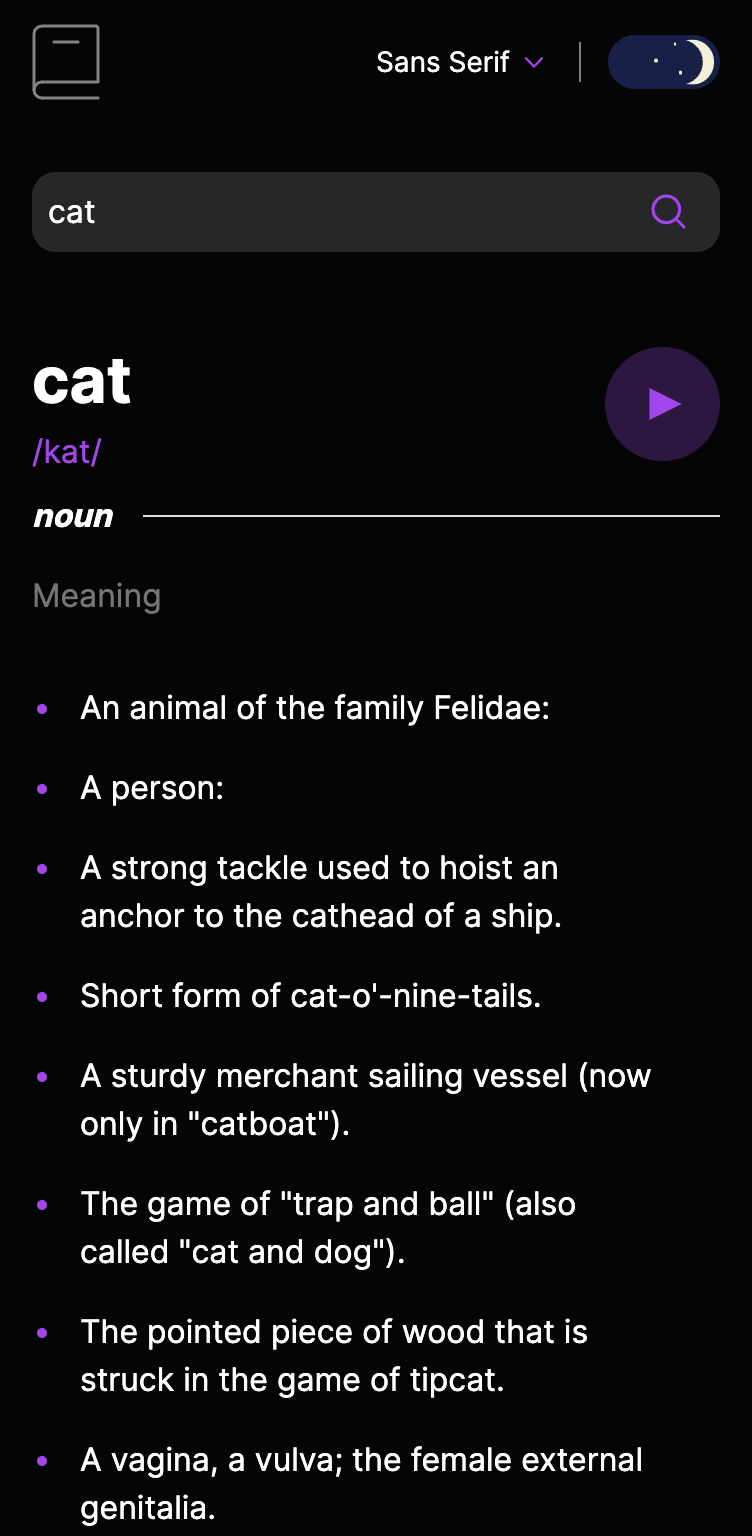 Sans Serif
cat
cat
/kat/
noun
Meaning
An animal of the family Felidae:
A person:
A strong tackle used to hoist an
anchor to the cathead of a ship.
Short form of cat-o'-nine-tails.
A sturdy merchant sailing vessel (now
only in "catboat").
The game of "trap and ball" (also
called "cat and dog").
The pointed piece of wood that is
struck in the game of tipcat.
A vagina, a vulva; the female external
genitalia.